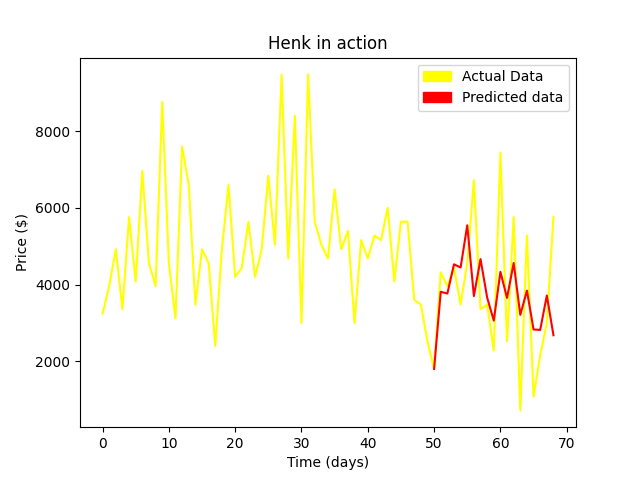 Henk in action
Actual Data
Predicted data
Price ($)
8000
6000
4000
2000
0 10 20 30 40 50 60 70
Time (days)